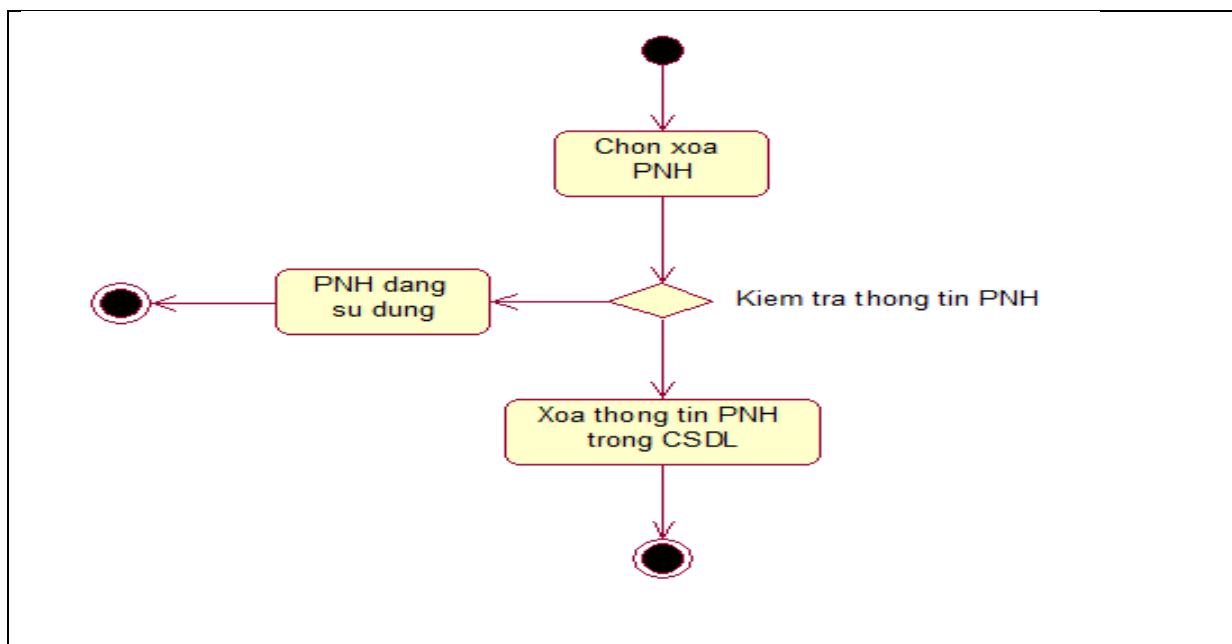 Chon xoa
PNH
PNH dang
su dung
Kiem tra thong tin PNH
Xoa thong tin PNH
trong CSDL